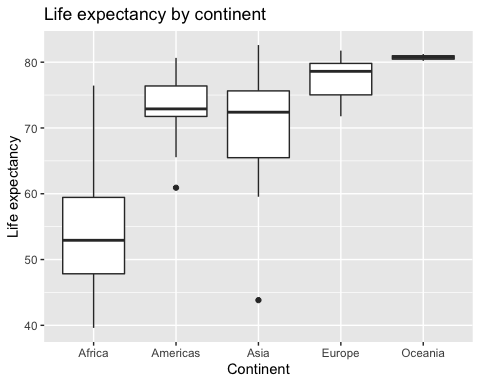 Life expectancy by continent
Life expectancy
80
70
60
50
40
Africa Americas Asia Europe Oceania
Continent